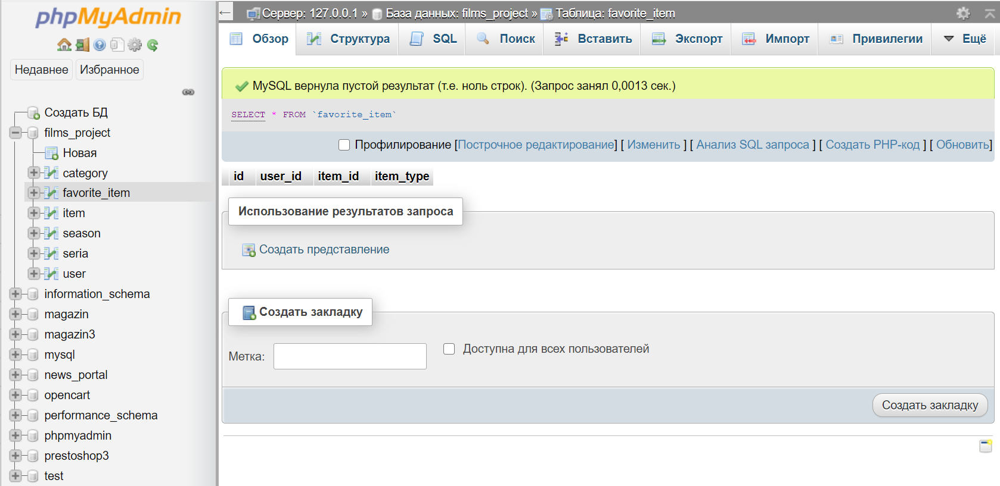 phpMyAdmin
Недавнее Избранное
Создать БД
films_project
Новая
category
favorite_item
item
season
seria
user
information_schema
magazin
magazin3
mysql
news_portal
opencart
performance_schema
phpmyadmin
prestoshop3
test
Сервер: 127.0.0.1 » База данных: films_project » Таблица: favorite_item
Обзор Структура SQL Поиск Вставить Экспорт Импорт Привилегии Ещё
MySQL вернула пустой результат (т.е. ноль строк). (Запрос занял 0,0013 сек.)
SELECT * FROM `favorite_item`
Профилирование [Построчное редактирование] [ Изменить ] [ Анализ SQL запроса ] [ Создать PHP-код ] [ Обновить]
id user_id item_id item_type
Использование результатов запроса
Создать представление
Создать закладку
Метка: Доступна для всех пользователей
Создать закладку